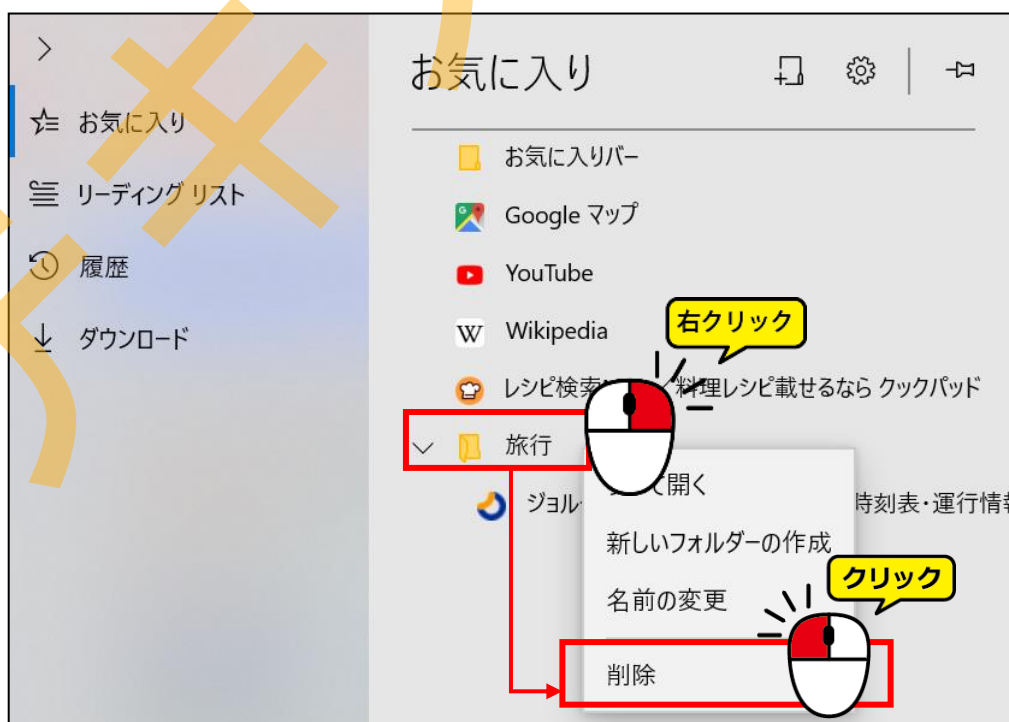 お気に入り
リーディング リスト
履歴
ダウンロード
お気に入り
お気に入りバー
Google マップ
YouTube
W Wikipedia
右クリック
レシピ検索 料理レシピ載せるなら クックパッド
旅行
て開く
ジョル 時刻表・運行情報
新しいフォルダーの作成
クリック
名前の変更
削除